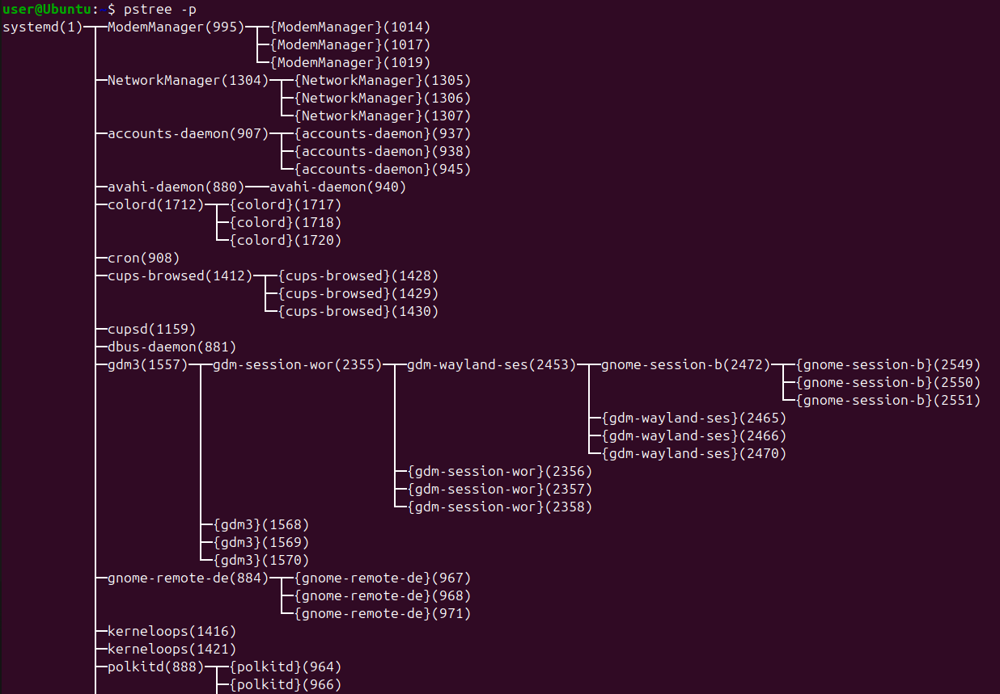 user@Ubuntu:~$ pstree -p
systemd(1)─┬─ModemManager(995)─┬─{ModemManager}(1014)
           │                   ├─{ModemManager}(1017)
           │                   └─{ModemManager}(1019)
           ├─NetworkManager(1304)─┬─{NetworkManager}(1305)
           │                      ├─{NetworkManager}(1306)
           │                      └─{NetworkManager}(1307)
           ├─accounts-daemon(907)─┬─{accounts-daemon}(937)
           │                      ├─{accounts-daemon}(938)
           │                      └─{accounts-daemon}(945)
           ├─avahi-daemon(880)───avahi-daemon(940)
           ├─colord(1712)─┬─{colord}(1717)
           │              ├─{colord}(1718)
           │              └─{colord}(1720)
           ├─cron(908)
           ├─cups-browsed(1412)─┬─{cups-browsed}(1428)
           │                    ├─{cups-browsed}(1429)
           │                    └─{cups-browsed}(1430)
           ├─cupsd(1159)
           ├─dbus-daemon(881)
           ├─gdm3(1557)─┬─gdm-session-wor(2355)─┬─gdm-wayland-ses(2453)─┬─gnome-session-b(2472)─┬─{gnome-session-b}(2549)
           │            │                       │                       │                       ├─{gnome-session-b}(2550)
           │            │                       │                       │                       └─{gnome-session-b}(2551)
           │            │                       │                       ├─{gdm-wayland-ses}(2465)
           │            │                       │                       ├─{gdm-wayland-ses}(2466)
           │            │                       │                       └─{gdm-wayland-ses}(2470)
           │            │                       ├─{gdm-session-wor}(2356)
           │            │                       ├─{gdm-session-wor}(2357)
           │            │                       └─{gdm-session-wor}(2358)
           │            ├─{gdm3}(1568)
           │            ├─{gdm3}(1569)
           │            └─{gdm3}(1570)
           ├─gnome-remote-de(884)─┬─{gnome-remote-de}(967)
           │                      ├─{gnome-remote-de}(968)
           │                      └─{gnome-remote-de}(971)
           ├─kerneloops(1416)
           ├─kerneloops(1421)
           ├─polkitd(888)─┬─{polkitd}(964)
           │              ├─{polkitd}(966)